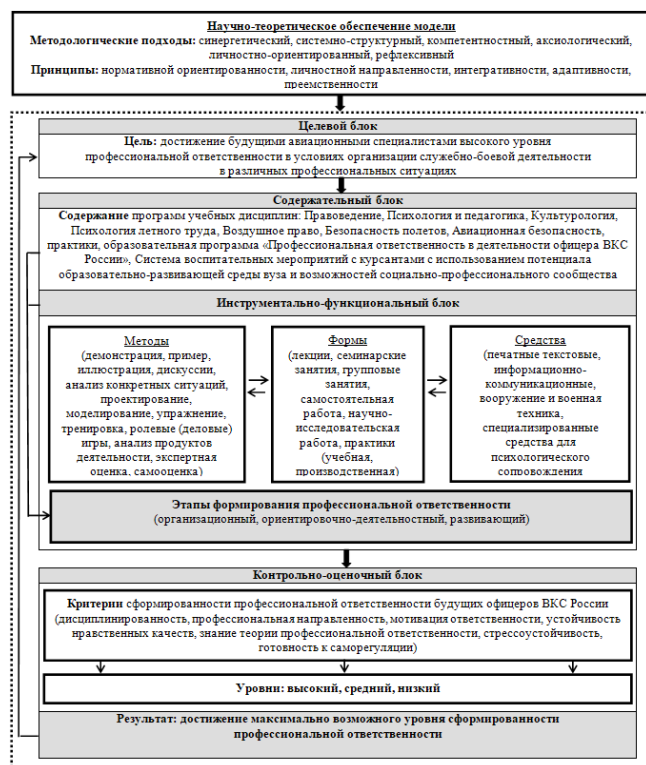 Научно-теоретическое обеспечение модели
Методологические подходы: синергетический, системно-структурный, компетентностный, аксиологический,
личностно-ориентированный, рефлексивный
Принципы: нормативной ориентированности, личностной направленности, интегративности, адаптивности,
преемственности
Целевой блок
Цель: достижение будущими авиационными специалистами высокого уровня
профессиональной ответственности в условиях организации служебно-боевой деятельности
в различных профессиональных ситуациях
Содержательный блок
Содержание программ учебных дисциплин: Правоведение, Психология и педагогика, Культурология,
Психология летного труда, Воздушное право, Безопасность полетов, Авиационная безопасность,
практики, образовательная программа «Профессиональная ответственность в деятельности офицера ВКС
России», Система воспитательных мероприятий с курсантами с использованием потенциала
образовательно-развивающей среды вуза и возможностей социально-профессионального сообщества
Инструментально-функциональный блок
Методы
(демонстрация, пример,
иллюстрация, дискуссии,
анализ конкретных ситуаций,
проектирование,
моделирование, упражнение,
тренировка, ролевые (деловые)
игры, анализ продуктов
деятельности, экспертная
оценка, самооценка)
Формы
(лекции, семинарские
занятия, групповые
занятия,
самостоятельная
работа, научно-
исследовательская
работа, практики
(учебная,
производственная)
Средства
(печатные текстовые,
информационно-
коммуникационные,
вооружение и военная
техника,
специализированные
средства для
психологического
сопровождения
Этапы формирования профессиональной ответственности
(организационный, ориентировочно-деятельностный, развивающий)
Контрольно-оценочный блок
Критерии сформированности профессиональной ответственности будущих офицеров ВКС России
(дисциплинированность, профессиональная направленность, мотивация ответственности, устойчивость
нравственных качеств, знание теории профессиональной ответственности, стрессоустойчивость,
готовность к саморегуляции)
Уровни: высокий, средний, низкий
Результат: достижение максимально возможного уровня сформированности
профессиональной ответственности